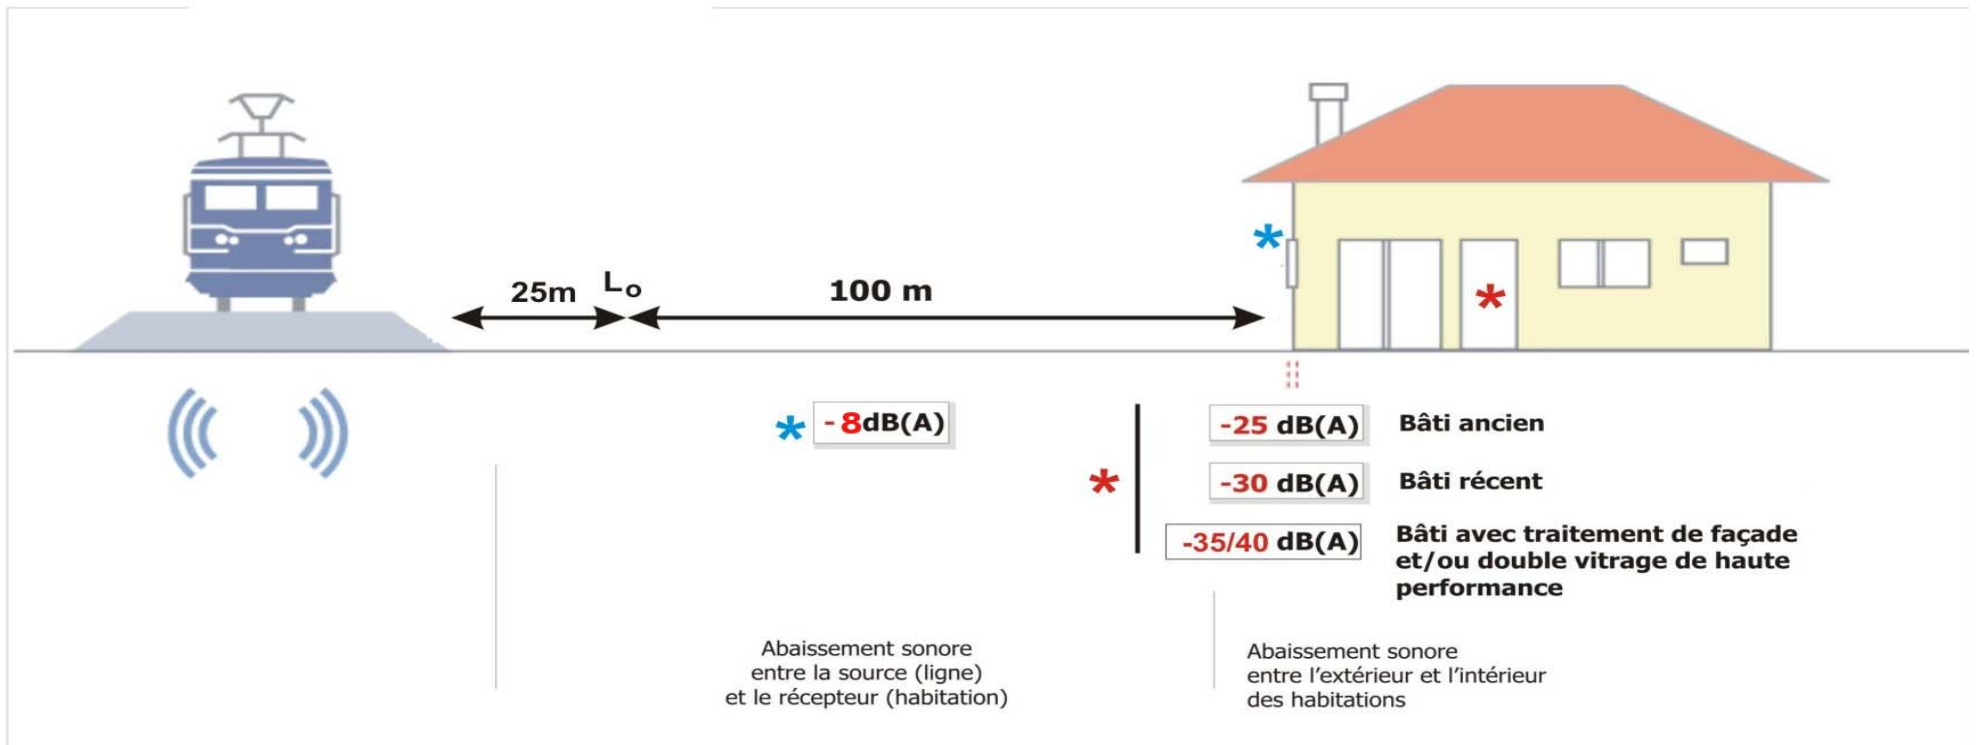 25m
Lo
100 m
* -8dB(A)
*
-25 dB(A) Bâti ancien
-30 dB(A) Bâti récent
-35/40 dB(A) Bâti avec traitement de façade
et/ou double vitrage de haute
performance
Abaissement sonore
entre la source (ligne)
et le récepteur (habitation)
Abaissement sonore
entre l'extérieur et l'intérieur
des habitations